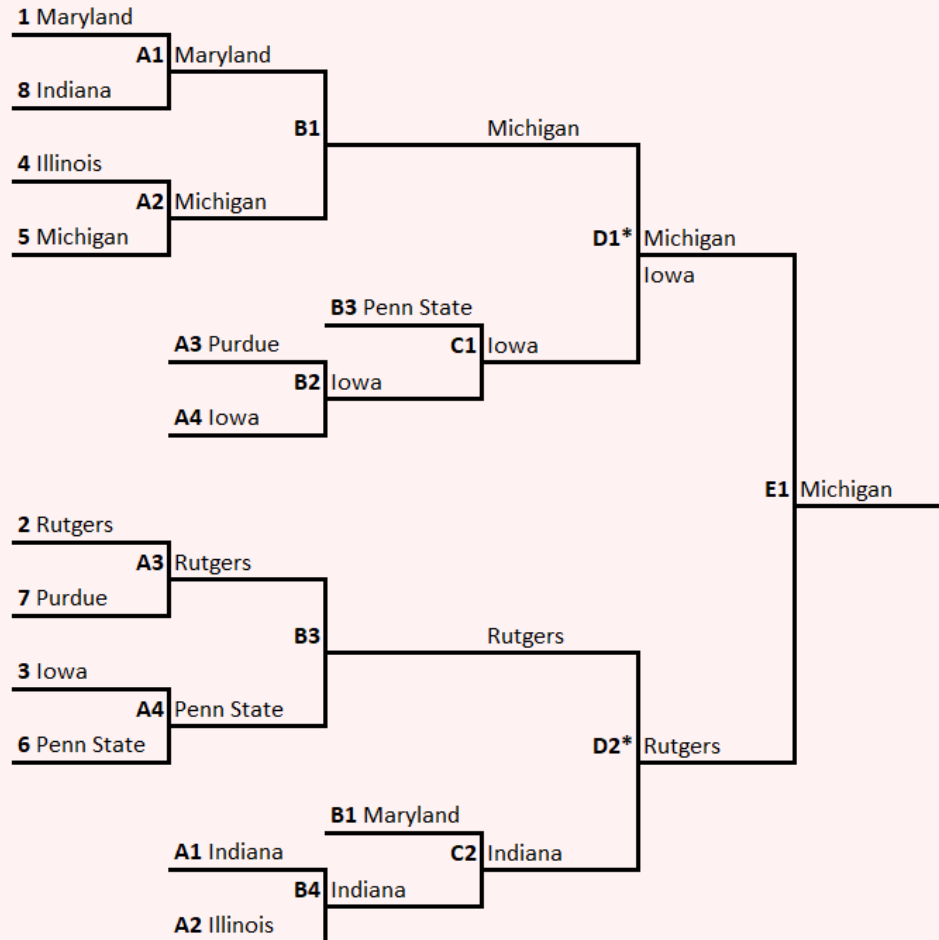 1 Maryland
A1 Maryland
8 Indiana
B1 Michigan
4 Illinois
A2 Michigan
5 Michigan
D1* Michigan
Iowa
B3 Penn State
A3 Purdue
C1 Iowa
B2 Iowa
A4 Iowa
E1 Michigan
2 Rutgers
A3 Rutgers
7 Purdue
B3 Rutgers
3 Iowa
A4 Penn State
6 Penn State
D2* Rutgers
B1 Maryland
A1 Indiana
C2 Indiana
B4 Indiana
A2 Illinois